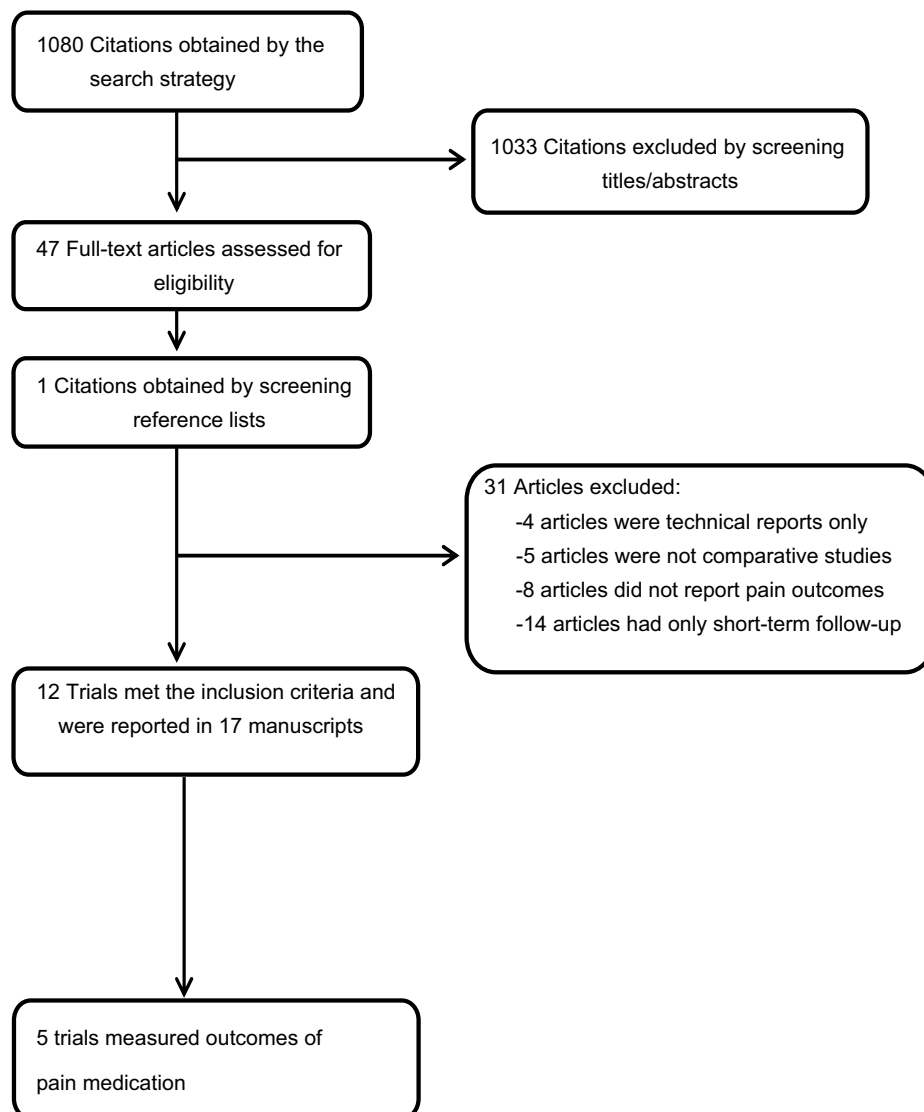 1080 Citations obtained by the
search strategy
1033 Citations excluded by screening
titles/abstracts
47 Full-text articles assessed for
eligibility
1 Citations obtained by screening
reference lists
31 Articles excluded:
-4 articles were technical reports only
-5 articles were not comparative studies
-8 articles did not report pain outcomes
-14 articles had only short-term follow-up
12 Trials met the inclusion criteria and
were reported in 17 manuscripts
5 trials measured outcomes of
pain medication